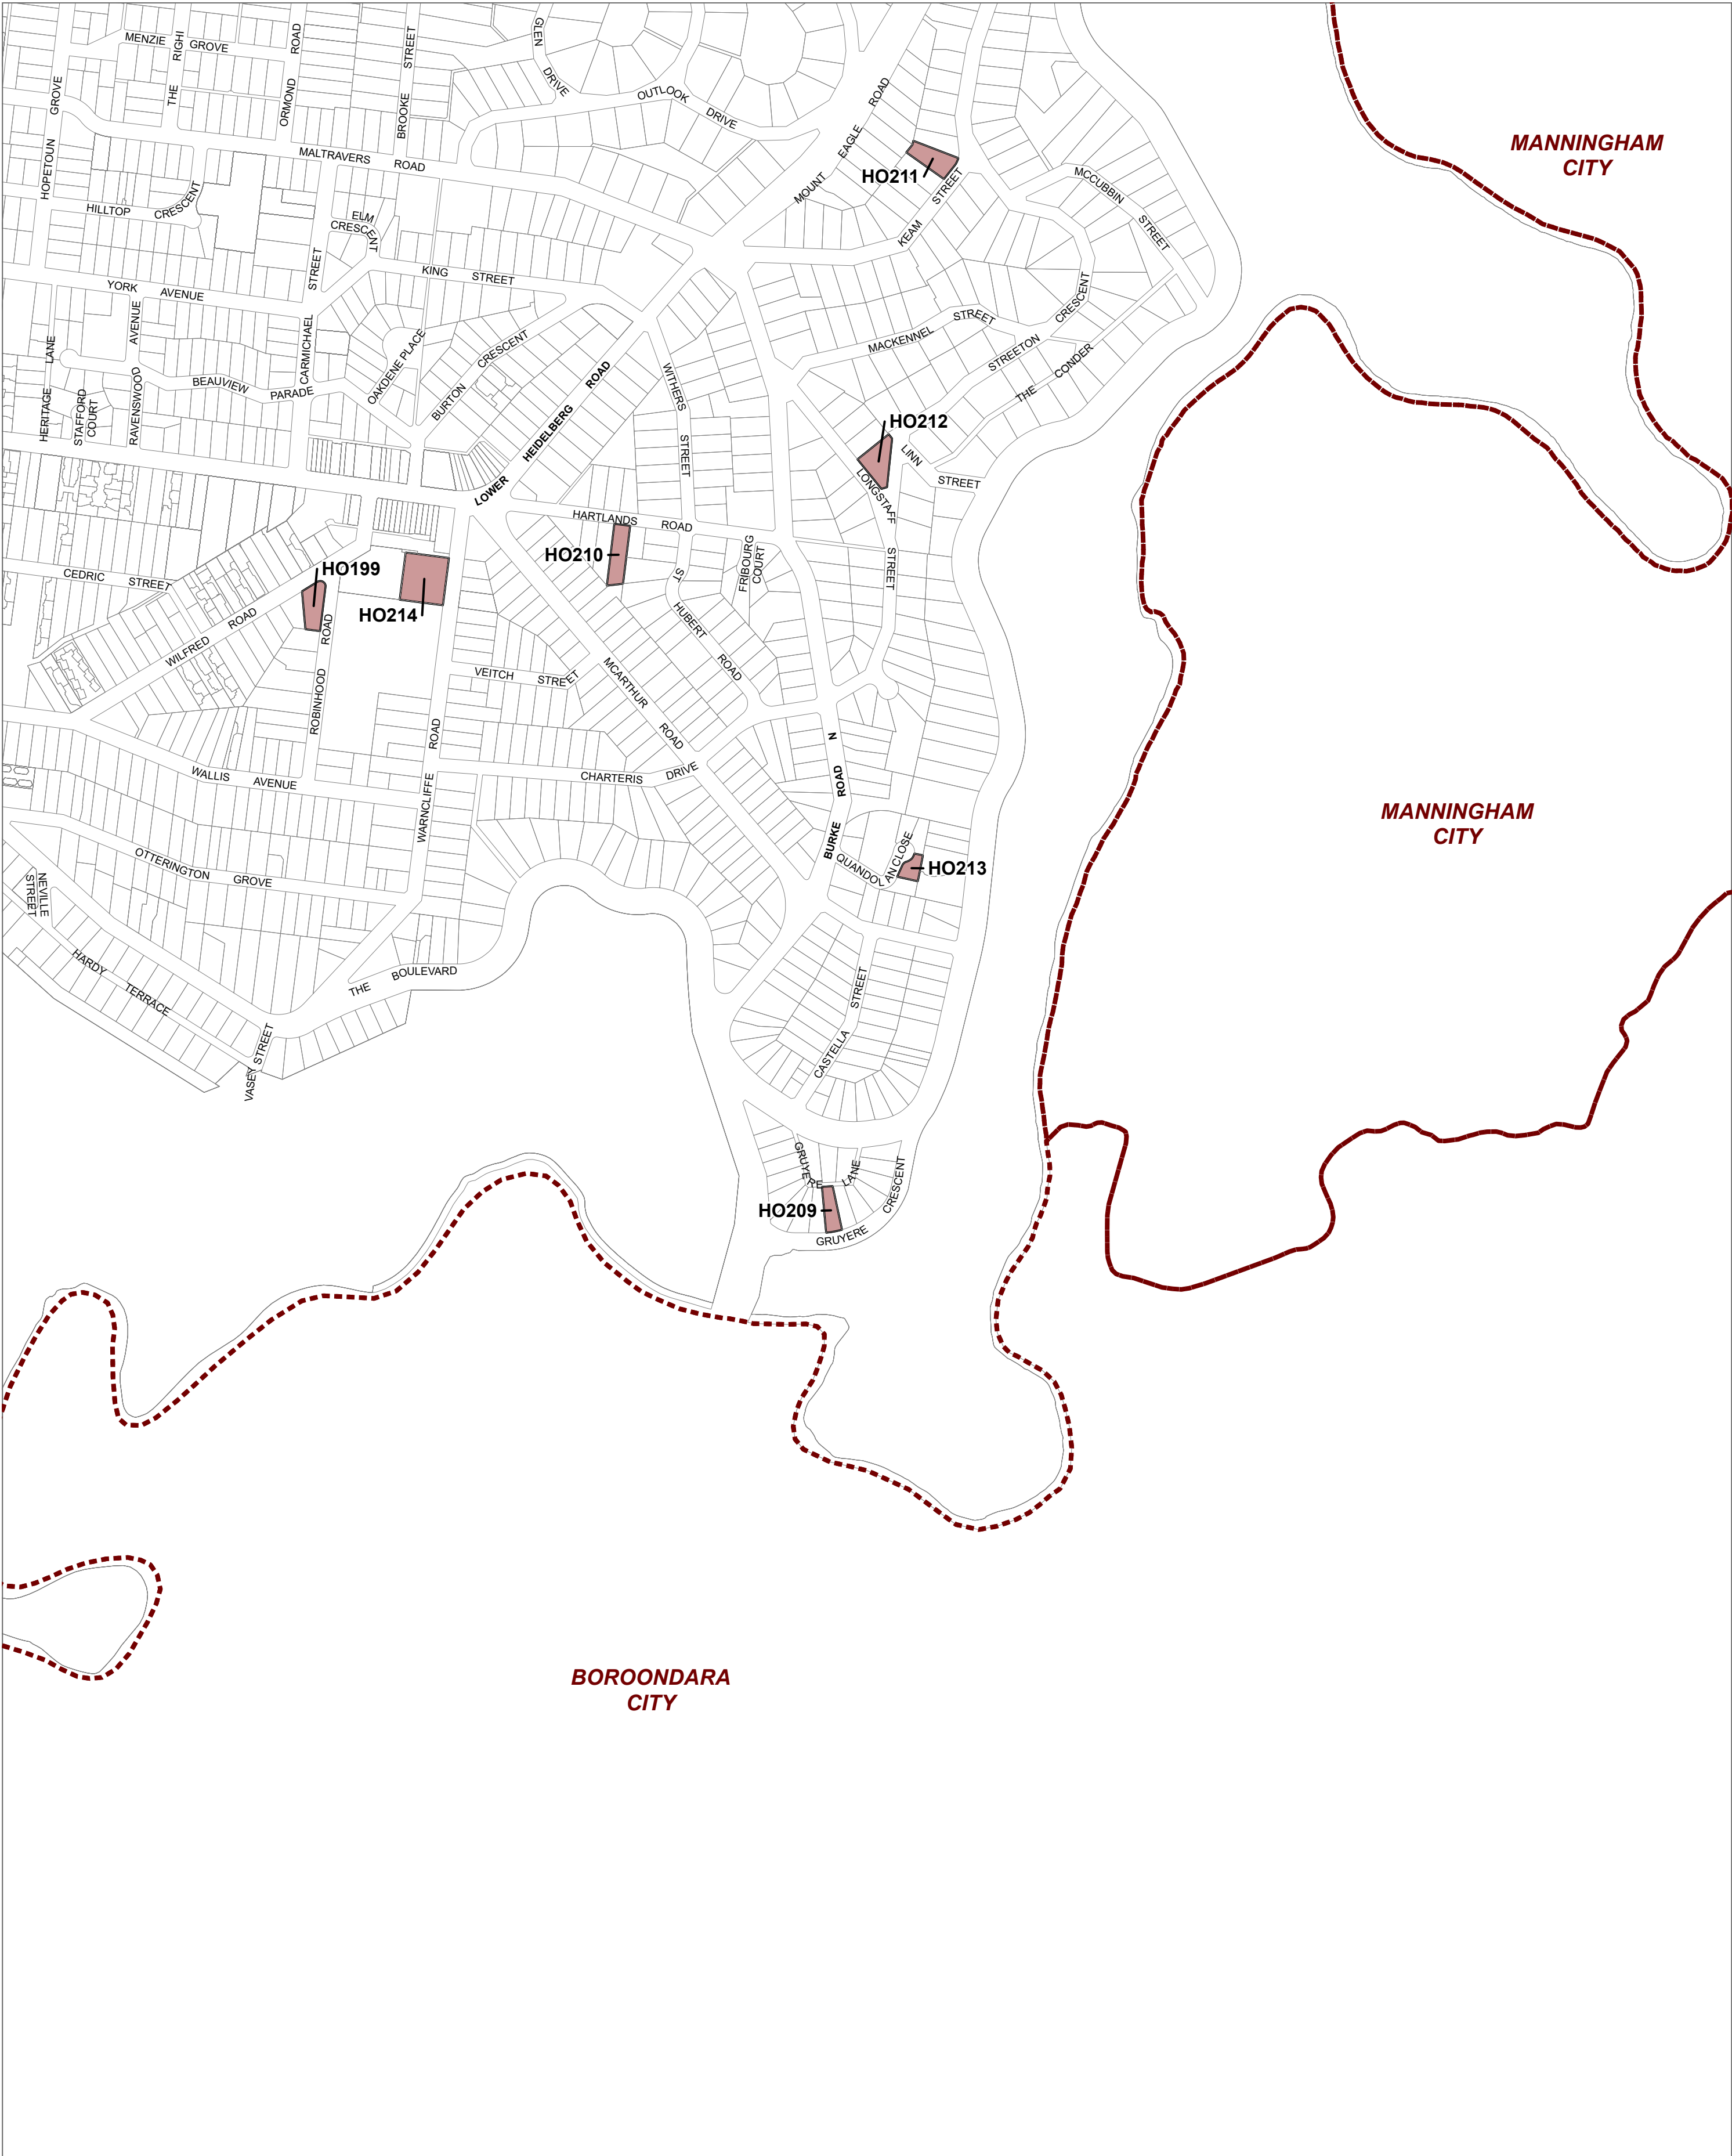 MENZIE GROVE
THE RIGHI
ORMOND ROAD
BROOKE STREET
GLEN DRIVE
OUTLOOK DRIVE
HOPETOUN GROVE
MALTRAVERS ROAD
MOUNT EAGLE ROAD
MANNINGHAM
CITY
HO211
KEAM STREET
MCCUBBIN STREET
HILLTOP CRESCENT
ELM
CRESCENT
KING STREET
YORK AVENUE
CARMICHAEL STREET
RAVENSWOOD AVENUE
HERITAGE LANE
STAFFORD
COURT
BEAUVIEW PARADE
OAKDENE PLACE
BURTON CRESCENT
LOWER HEIDELBERG ROAD
WITHERS STREET
MACKENNEL STREET
STREETON CRESCENT
THE CONDER
HO212
LINN STREET
LONGSTAFF STREET
HARTLANDS ROAD
HO210
FRIBOURG
COURT
ST HUBERT ROAD
CEDRIC STREET
HO199
HO214
WILFRED ROAD
ROBINHOOD ROAD
VEITCH STREET
MCARTHUR ROAD
WALLIS AVENUE
WARNCLIFFE ROAD
CHARTERIS DRIVE
BURKE ROAD N
MANNINGHAM
CITY
OTTERINGTON GROVE
QUANDOLAN CLOSE
HO213
NEVILLE
STREET
HARDY TERRACE
THE BOULEVARD
VASEY STREET
CASTELLA STREET
GRUYERE LANE
HO209
GRUYERE CRESCENT
BOROONDARA
CITY